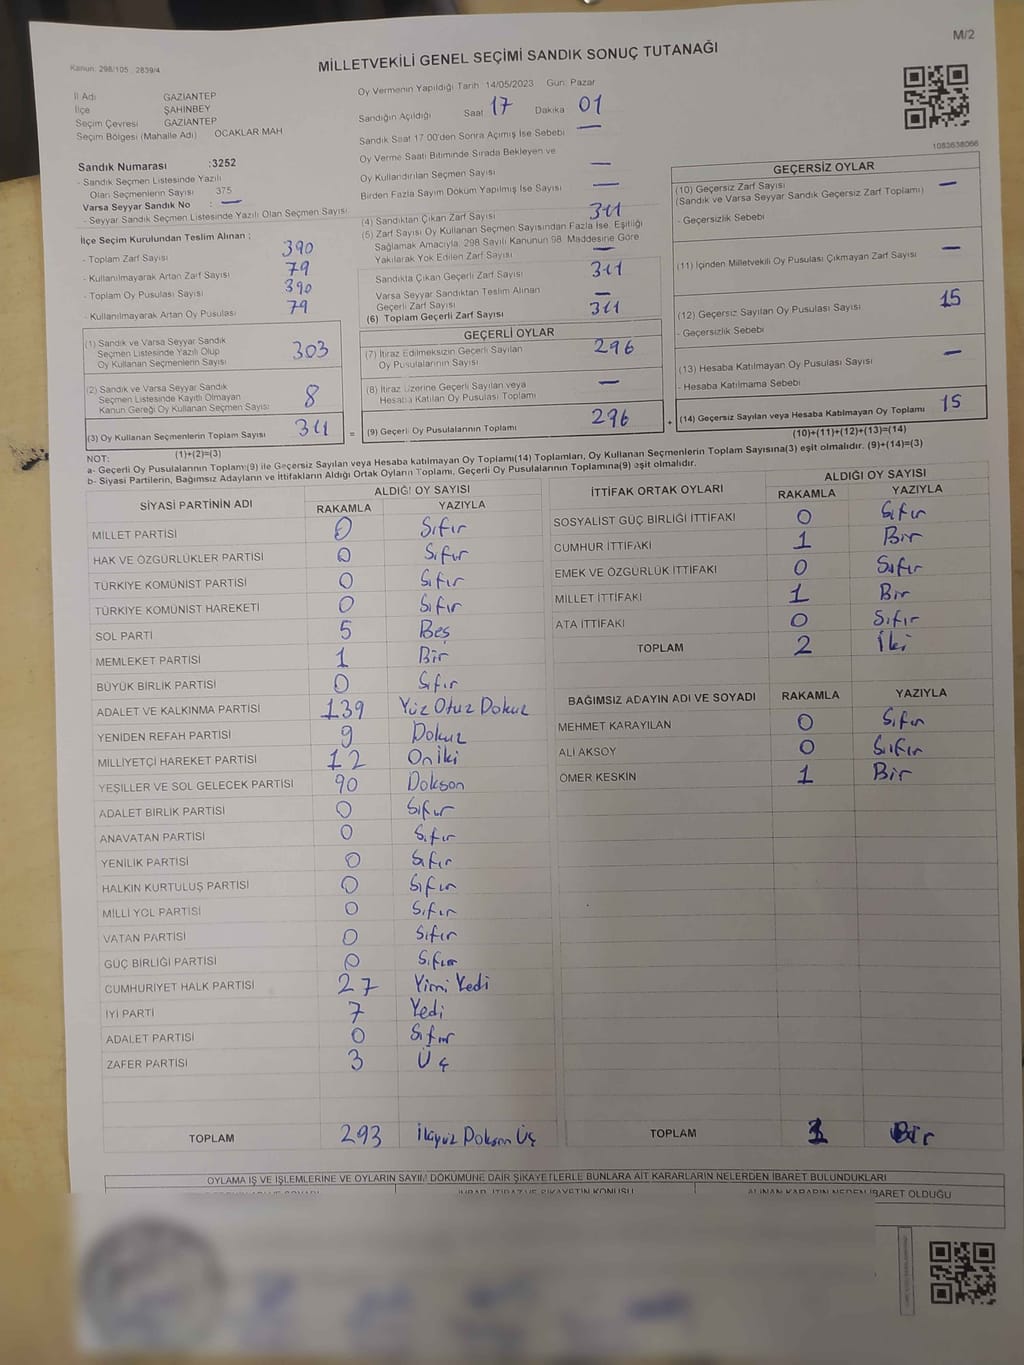 M/2
Kanun: 298/105 2839/4
MİLLETVEKİLİ GENEL SEÇİMİ SANDIK SONUÇ TUTANAĞI
İl Adı GAZİANTEP
İlçe ŞAHİNBEY
Seçim Çevresi GAZİANTEP
Seçim Bölgesi (Mahalle Adı) OCAKLAR MAH
Sandık Numarası :3252
- Sandık Seçmen Listesinde Yazılı
Olan Seçmenlerin Sayısı 375
Varsa Seyyar Sandık No : —
- Seyyar Sandık Seçmen Listesinde Yazılı Olan Seçmen Sayısı
İlçe Seçim Kurulundan Teslim Alınan ;
- Toplam Zarf Sayısı 390
- Kullanılmayarak Artan Zarf Sayısı 79
- Toplam Oy Pusulası Sayısı 390
- Kullanılmayarak Artan Oy Pusulası 79
(1) Sandık ve Varsa Seyyar Sandık
Seçmen Listesinde Yazılı Olup
Oy Kullanan Seçmenlerin Sayısı 303
(2) Sandık ve Varsa Seyyar Sandık
Seçmen Listesinde Kayıtlı Olmayan
Kanun Gereği Oy Kullanan Seçmen Sayısı 8
(3) Oy Kullanan Seçmenlerin Toplam Sayısı 311
(1)+(2)=(3)
Oy Vermenin Yapıldığı Tarih 14/05/2023 Gün: Pazar
Sandığın Açıldığı Saat 17 Dakika 01
Sandık Saat 17.00'den Sonra Açımış İse Sebebi —
Oy Verme Saati Bitiminde Sırada Bekleyen ve
Oy Kullandırılan Seçmen Sayısı —
Birden Fazla Sayım Döküm Yapılmış İse Sayısı —
(4) Sandıktan Çıkan Zarf Sayısı 311
(5) Zarf Sayısı Oy Kullanan Seçmen Sayısından Fazla İse, Eşitliği
Sağlamak Amacıyla, 298 Sayılı Kanunun 98. Maddesine Göre
Yakılarak Yok Edilen Zarf Sayısı —
Sandıkta Çıkan Geçerli Zarf Sayısı 311
Varsa Seyyar Sandıktan Teslim Alınan
Geçerli Zarf Sayısı —
(6) Toplam Geçerli Zarf Sayısı 311
GEÇERLİ OYLAR
(7) İtiraz Edilmeksizin Geçerli Sayılan
Oy Pusulalarının Sayısı 296
(8) İtiraz Üzerine Geçerli Sayılan veya
Hesaba Katılan Oy Pusulası Toplamı —
= (9) Geçerli Oy Pusulalarının Toplamı 296 +
1083638066
GEÇERSİZ OYLAR
(10) Geçersiz Zarf Sayısı
(Sandık ve Varsa Seyyar Sandık Geçersiz Zarf Toplamı) —
- Geçersizlik Sebebi
(11) İçinden Milletvekili Oy Pusulası Çıkmayan Zarf Sayısı —
(12) Geçersiz Sayılan Oy Pusulası Sayısı 15
- Geçersizlik Sebebi
(13) Hesaba Katılmayan Oy Pusulası Sayısı —
- Hesaba Katılmama Sebebi
(14) Geçersiz Sayılan veya Hesaba Katılmayan Oy Toplamı 15
(10)+(11)+(12)+(13)=(14)
NOT:
a- Geçerli Oy Pusulalarının Toplamı(9) ile Geçersiz Sayılan veya Hesaba katılmayan Oy Toplamı(14) Toplamları, Oy Kullanan Seçmenlerin Toplam Sayısına(3) eşit olmalıdır. (9)+(14)=(3)
b- Siyasi Partilerin, Bağımsız Adayların ve İttifakların Aldığı Ortak Oyların Toplamı, Geçerli Oy Pusulalarının Toplamına(9) eşit olmalıdır.
SİYASİ PARTİNİN ADI ALDIĞI OY SAYISI
RAKAMLA YAZIYLA
MİLLET PARTİSİ 0 Sıfır
HAK VE ÖZGÜRLÜKLER PARTİSİ 0 Sıfır
TÜRKİYE KOMÜNİST PARTİSİ 0 Sıfır
TÜRKİYE KOMÜNİST HAREKETİ 0 Sıfır
SOL PARTİ 5 Beş
MEMLEKET PARTİSİ 1 Bir
BÜYÜK BİRLİK PARTİSİ 0 Sıfır
ADALET VE KALKINMA PARTİSİ 139 Yüz Otuz Dokuz
YENİDEN REFAH PARTİSİ 9 Dokuz
MİLLİYETÇİ HAREKET PARTİSİ 12 Oniki
YEŞİLLER VE SOL GELECEK PARTİSİ 90 Dokson
ADALET BİRLİK PARTİSİ 0 Sıfır
ANAVATAN PARTİSİ 0 Sıfır
YENİLİK PARTİSİ 0 Sıfır
HALKIN KURTULUŞ PARTİSİ 0 Sıfır
MİLLİ YOL PARTİSİ 0 Sıfır
VATAN PARTİSİ 0 Sıfır
GÜÇ BİRLİĞİ PARTİSİ 0 Sıfır
CUMHURİYET HALK PARTİSİ 27 Yirmi Yedi
İYİ PARTİ 7 Yedi
ADALET PARTİSİ 0 Sıfır
ZAFER PARTİSİ 3 Üç
TOPLAM 293 İkiyüz Doksan Üç
İTTİFAK ORTAK OYLARI ALDIĞI OY SAYISI
RAKAMLA YAZIYLA
SOSYALİST GÜÇ BİRLİĞİ İTTİFAKI 0 Sıfır
CUMHUR İTTİFAKI 1 Bir
EMEK VE ÖZGÜRLÜK İTTİFAKI 0 Sıfır
MİLLET İTTİFAKI 1 Bir
ATA İTTİFAKI 0 Sıfır
TOPLAM 2 İki
BAĞIMSIZ ADAYIN ADI VE SOYADI RAKAMLA YAZIYLA
MEHMET KARAYILAN 0 Sıfır
ALİ AKSOY 0 Sıfır
ÖMER KESKİN 1 Bir
TOPLAM 1 Bir
OYLAMA İŞ VE İŞLEMLERİNE VE OYLARIN SAYIM DÖKÜMÜNE DAİR ŞİKAYETLERLE BUNLARA AİT KARARLARIN NELERDEN İBARET BULUNDUKLARI
İHBAR, İTİRAZ VE ŞİKAYETİN KONUSU ALINAN KARARIN NEDEN İBARET OLDUĞU